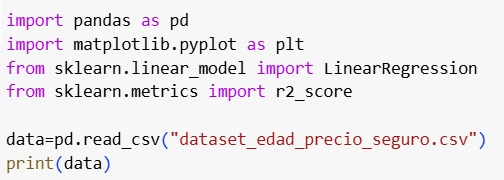 import pandas as pd
import matplotlib.pyplot as plt
from sklearn.linear_model import LinearRegression
from sklearn.metrics import r2_score
data=pd.read_csv("dataset_edad_precio_seguro.csv")
print(data)